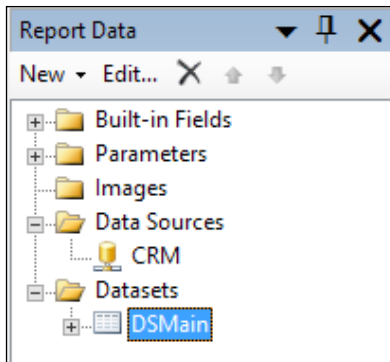 Report Data
New Edit...
Built-in Fields
Parameters
Images
Data Sources
CRM
Datasets
DSMain